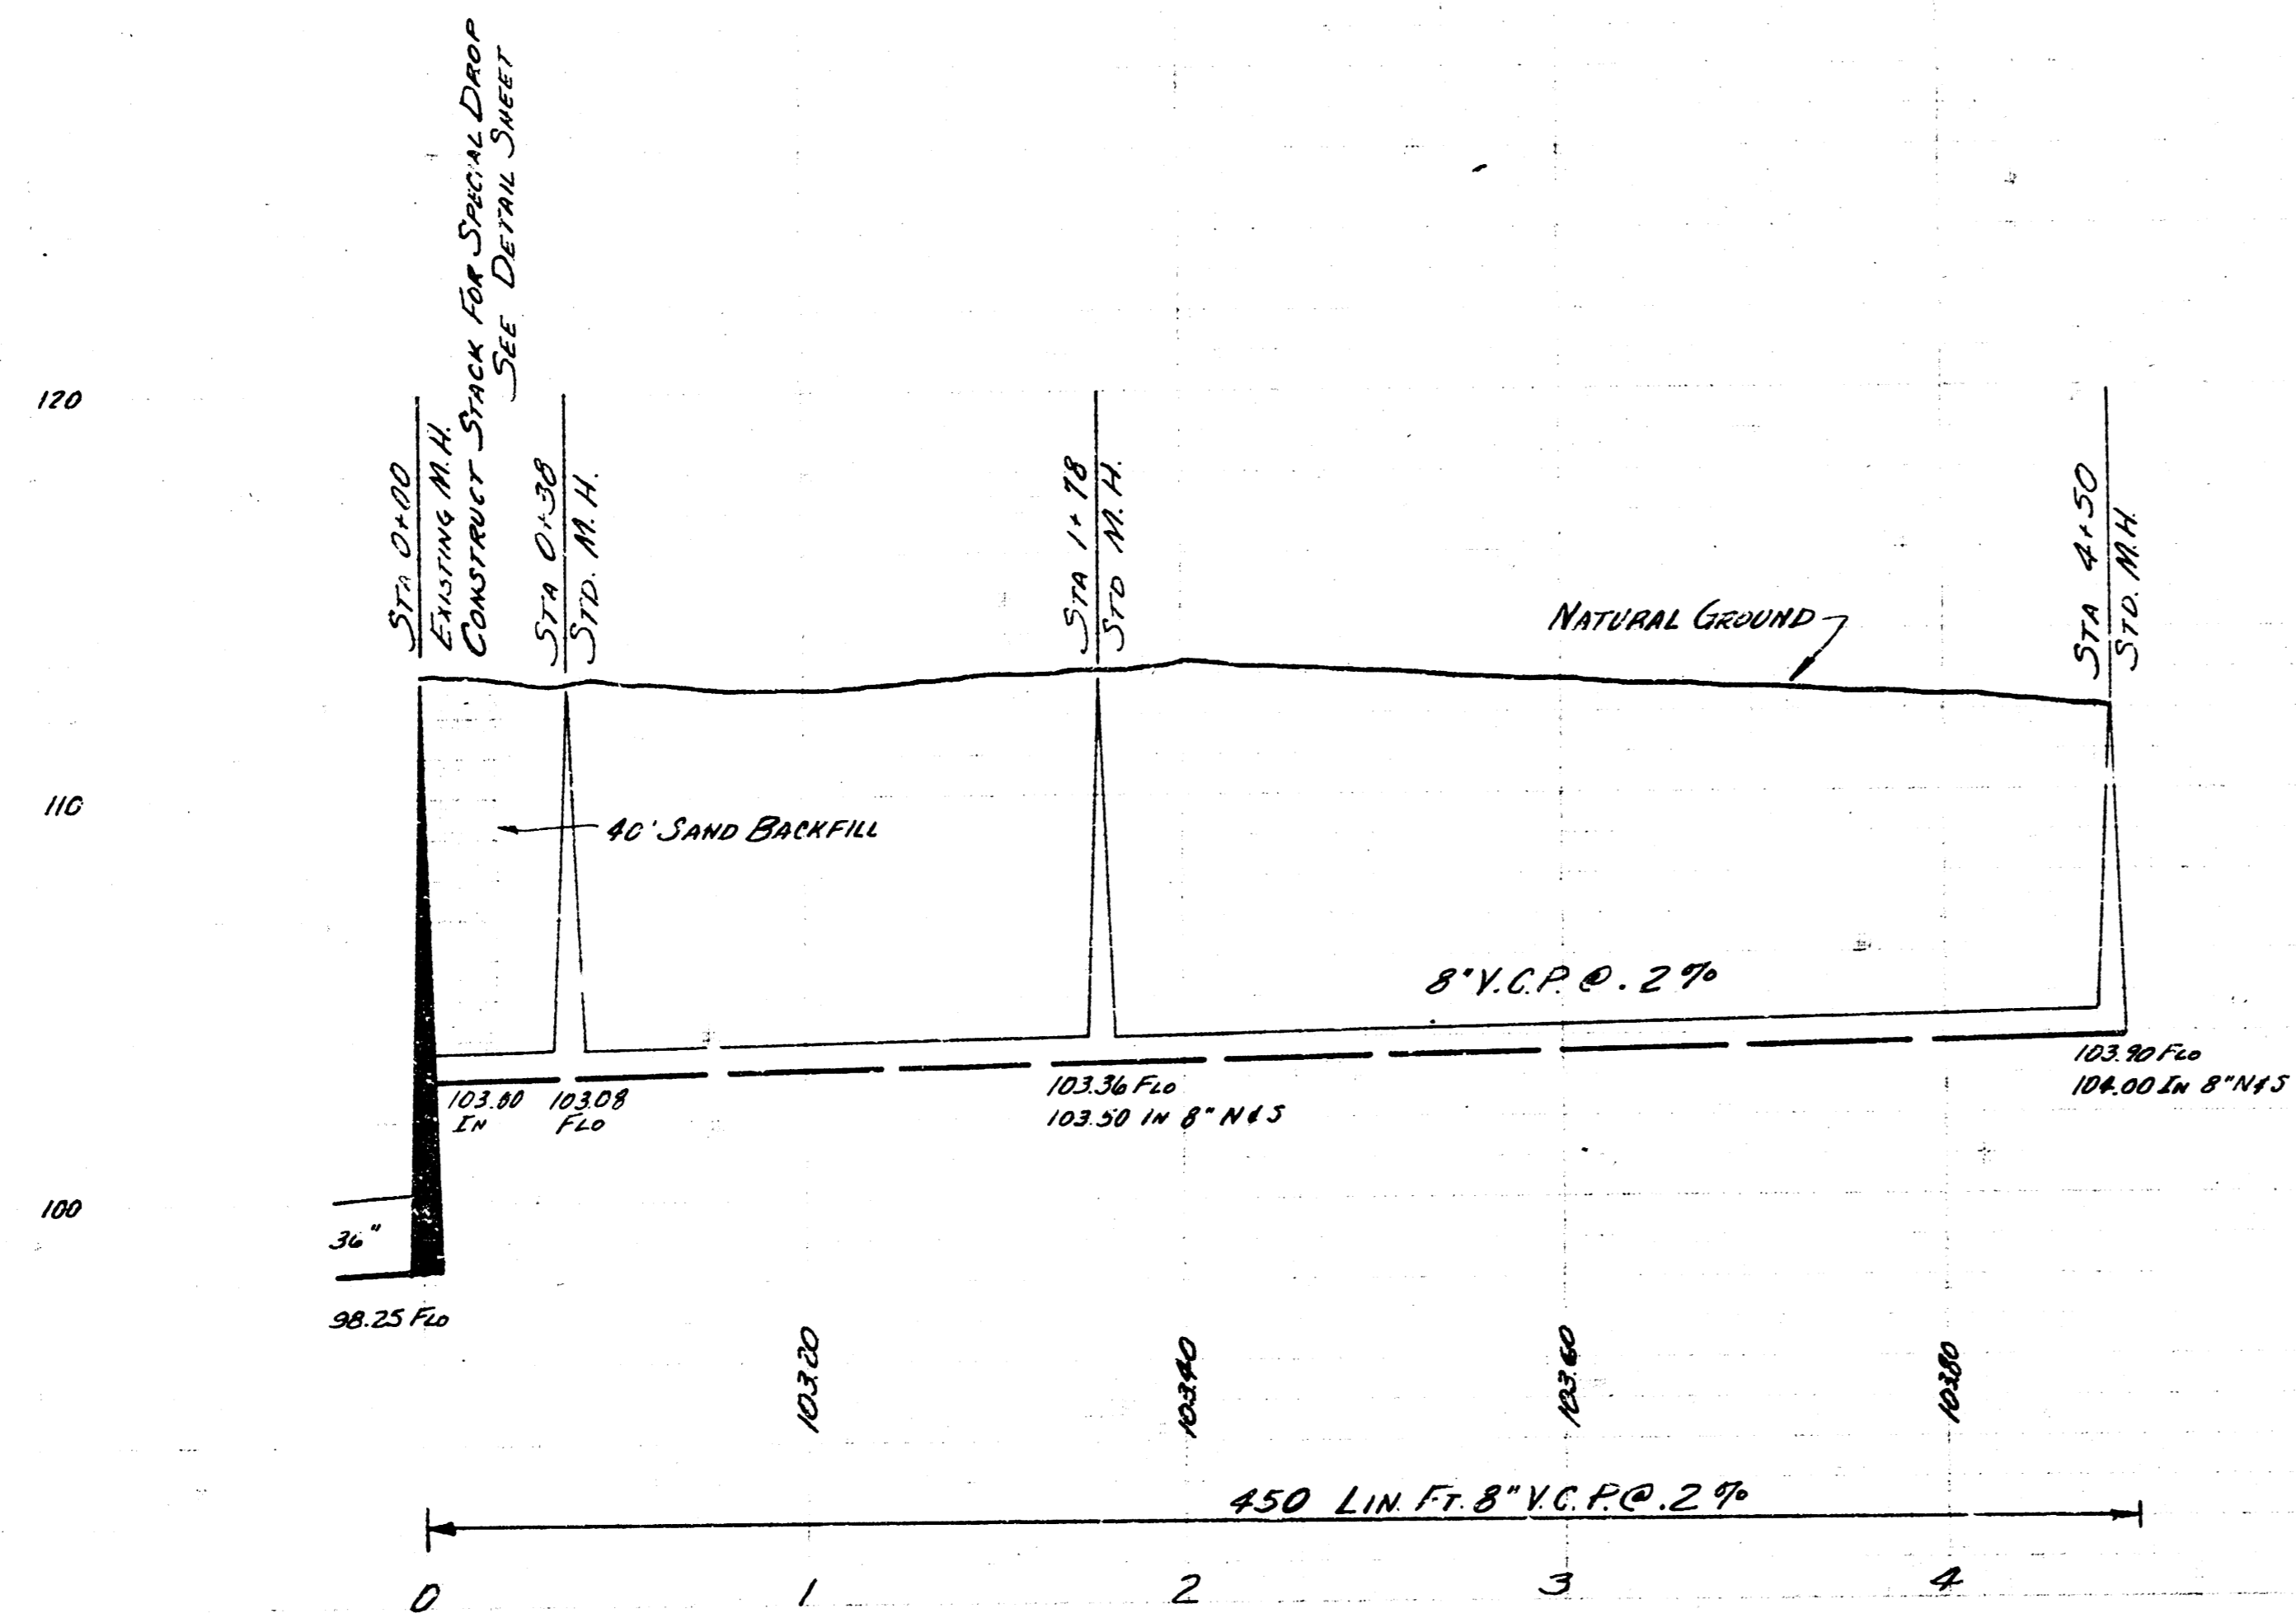 STA 0+00
EXISTING M.H.
CONSTRUCT STACK FOR SPECIAL DROP
SEE DETAIL SHEET
STA 0+38
STD. M.H.
STA 1+78
STD M.H.
STA 4+50
STD. M.H.
120
NATURAL GROUND
110
40' SAND BACKFILL
8" V.C.P. @ .2%
103.00
IN
103.08
FLO
103.36 FLO
103.50 IN 8" N&S
103.90 FLO
104.00 IN 8" N&S
100
36"
98.25 FLO
103.20
103.40
103.60
103.80
450 LIN. FT. 8" V.C.P. @ .2%
0 1 2 3 4